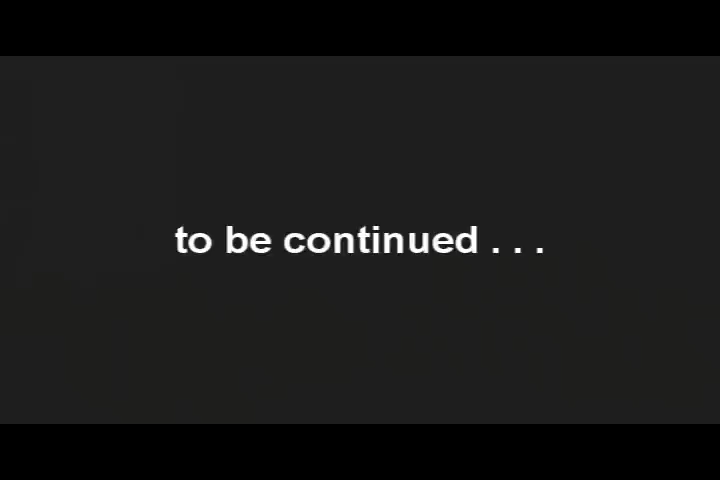 to be continued . . .